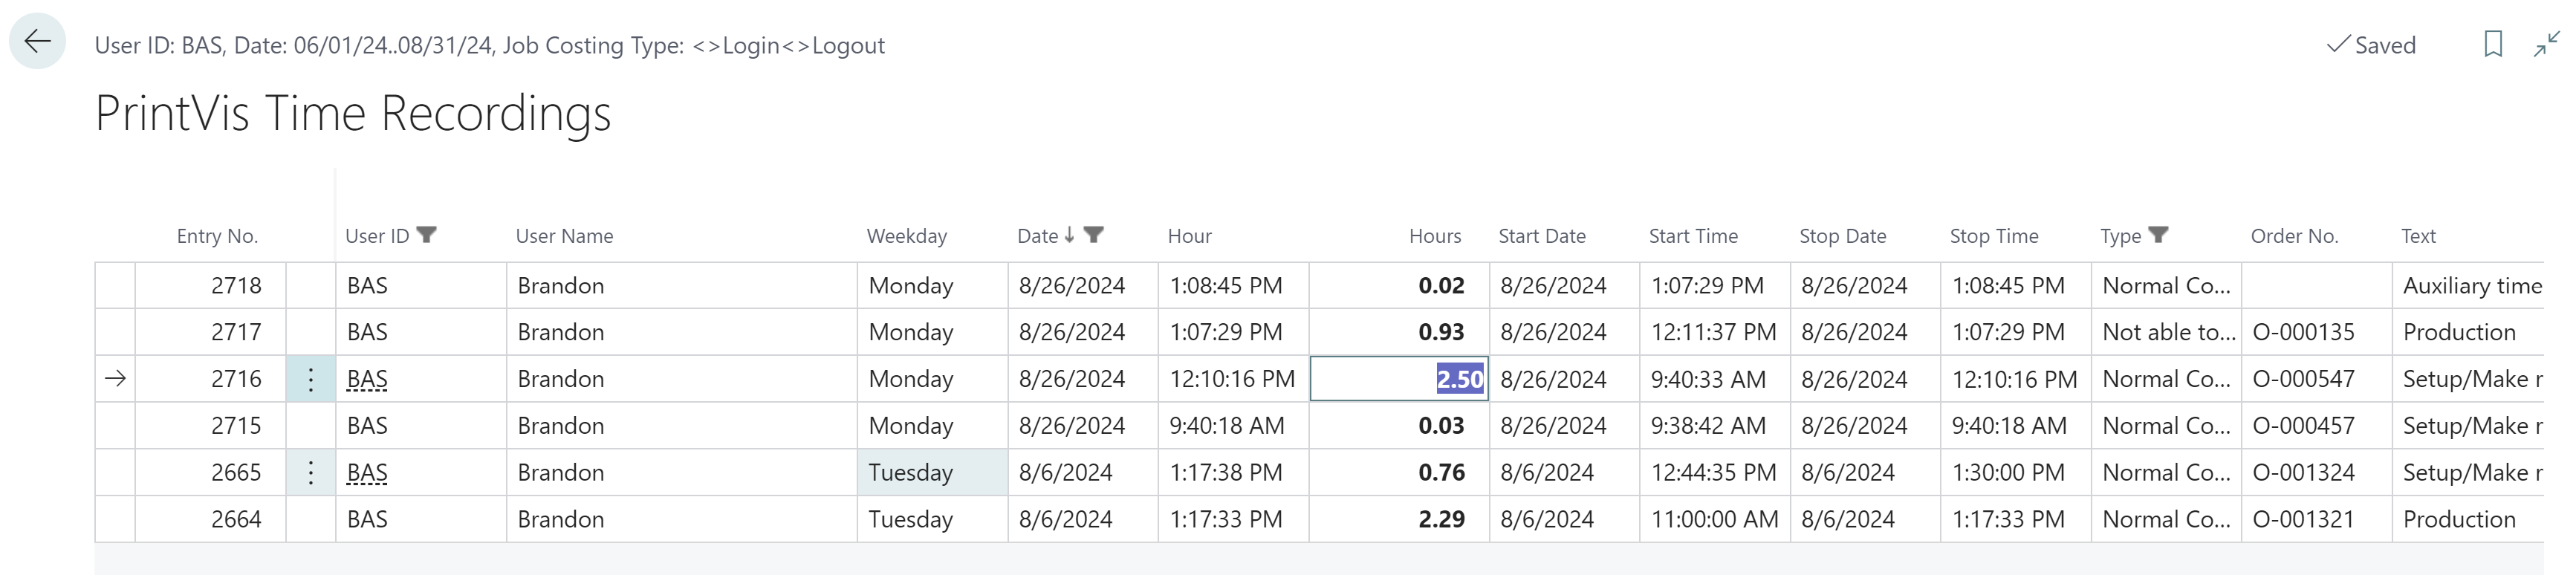 User ID: BAS, Date: 06/01/24..08/31/24, Job Costing Type: <>Login<>Logout
Saved
PrintVis Time Recordings
Entry No. User ID User Name Weekday Date Hour Hours Start Date Start Time Stop Date Stop Time Type Order No. Text
2718 BAS Brandon Monday 8/26/2024 1:08:45 PM 0.02 8/26/2024 1:07:29 PM 8/26/2024 1:08:45 PM Normal Co... Auxiliary time
2717 BAS Brandon Monday 8/26/2024 1:07:29 PM 0.93 8/26/2024 12:11:37 PM 8/26/2024 1:07:29 PM Not able to... O-000135 Production
2716 BAS Brandon Monday 8/26/2024 12:10:16 PM 2.50 8/26/2024 9:40:33 AM 8/26/2024 12:10:16 PM Normal Co... O-000547 Setup/Make r
2715 BAS Brandon Monday 8/26/2024 9:40:18 AM 0.03 8/26/2024 9:38:42 AM 8/26/2024 9:40:18 AM Normal Co... O-000457 Setup/Make r
2665 BAS Brandon Tuesday 8/6/2024 1:17:38 PM 0.76 8/6/2024 12:44:35 PM 8/6/2024 1:30:00 PM Normal Co... O-001324 Setup/Make r
2664 BAS Brandon Tuesday 8/6/2024 1:17:33 PM 2.29 8/6/2024 11:00:00 AM 8/6/2024 1:17:33 PM Normal Co... O-001321 Production